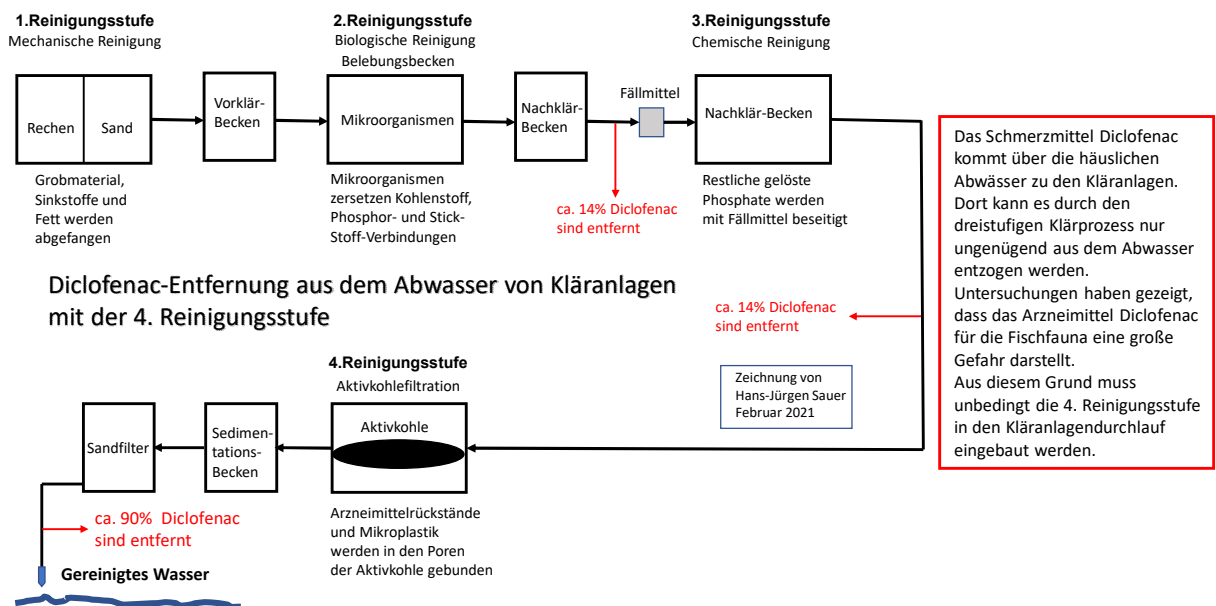 1.Reinigungsstufe
Mechanische Reinigung
2.Reinigungsstufe
Biologische Reinigung
Belebungsbecken
3.Reinigungsstufe
Chemische Reinigung
Rechen
Sand
Vorklär-
Becken
Mikroorganismen
Nachklär-
Becken
Fällmittel
Nachklär-Becken
Grobmaterial,
Sinkstoffe und
Fett werden
abgefangen
Mikroorganismen
zersetzen Kohlenstoff,
Phosphor- und Stick-
Stoff-Verbindungen
ca. 14% Diclofenac
sind entfernt
Restliche gelöste
Phosphate werden
mit Fällmittel beseitigt
Das Schmerzmittel Diclofenac
kommt über die häuslichen
Abwässer zu den Kläranlagen.
Dort kann es durch den
dreistufigen Klärprozess nur
ungenügend aus dem Abwasser
entzogen werden.
Untersuchungen haben gezeigt,
dass das Arzneimittel Diclofenac
für die Fischfauna eine große
Gefahr darstellt.
Aus diesem Grund muss
unbedingt die 4. Reinigungsstufe
in den Kläranlagendurchlauf
eingebaut werden.
Diclofenac-Entfernung aus dem Abwasser von Kläranlagen
mit der 4. Reinigungsstufe
ca. 14% Diclofenac
sind entfernt
Zeichnung von
Hans-Jürgen Sauer
Februar 2021
4.Reinigungsstufe
Aktivkohlefiltration
Aktivkohle
Sedimen-
tations-
Becken
Sandfilter
Arzneimittelrückstände
und Mikroplastik
werden in den Poren
der Aktivkohle gebunden
ca. 90% Diclofenac
sind entfernt
Gereinigtes Wasser